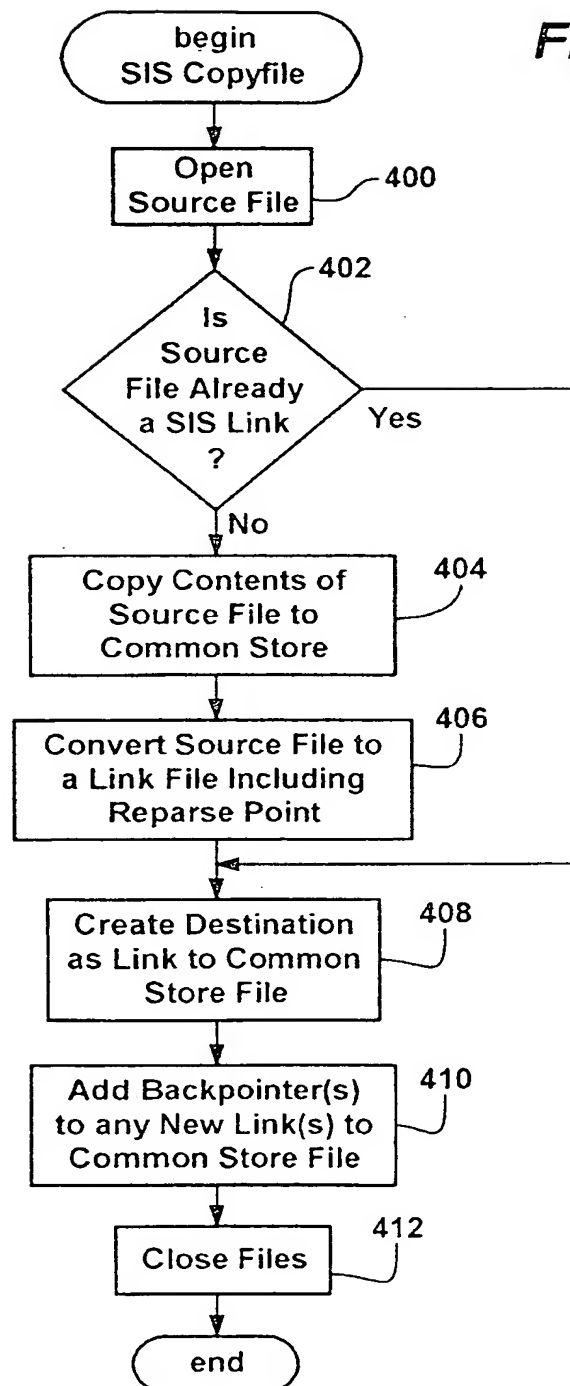 begin
SIS Copyfile
Open
Source File
400
402
Is
Source
File Already
a SIS Link
?
Yes
No
Copy Contents of
Source File to
Common Store
404
406
Convert Source File to
a Link File Including
Reparse Point
Create Destination
as Link to Common
Store File
408
Add Backpointer(s)
to any New Link(s) to
Common Store File
410
Close Files
412
end